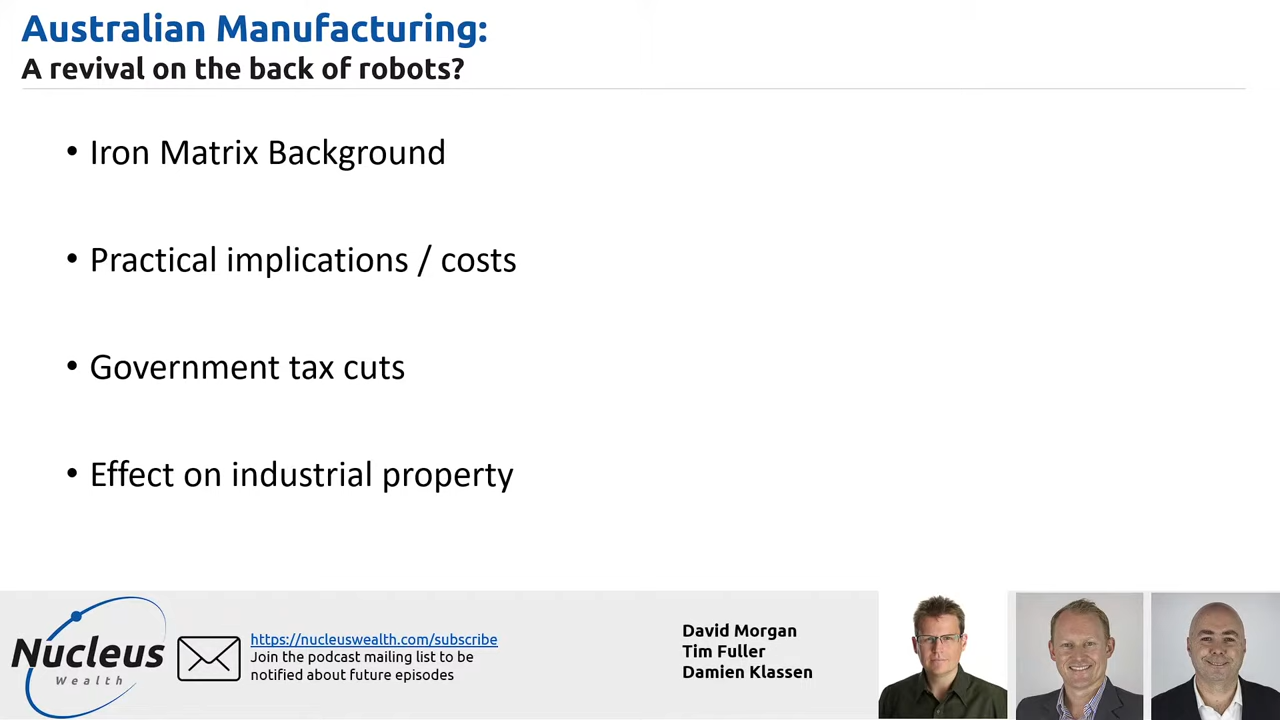 Australian Manufacturing:
A revival on the back of robots?
• Iron Matrix Background
• Practical implications / costs
• Government tax cuts
• Effect on industrial property
Nucleus
Wealth
https://nucleuswealth.com/subscribe
Join the podcast mailing list to be
notified about future episodes
David Morgan
Tim Fuller
Damien Klassen